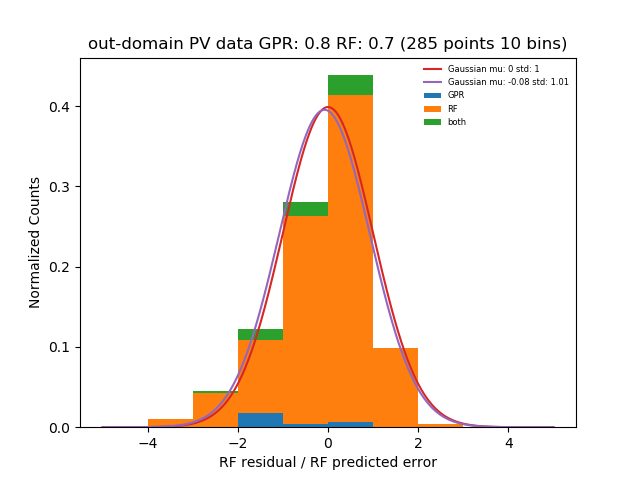 out-domain PV data GPR: 0.8 RF: 0.7 (285 points 10 bins)
Gaussian mu: 0 std: 1
Gaussian mu: -0.08 std: 1.01
GPR
RF
both
Normalized Counts
0.4
0.3
0.2
0.1
0.0
−4 −2 0 2 4
RF residual / RF predicted error